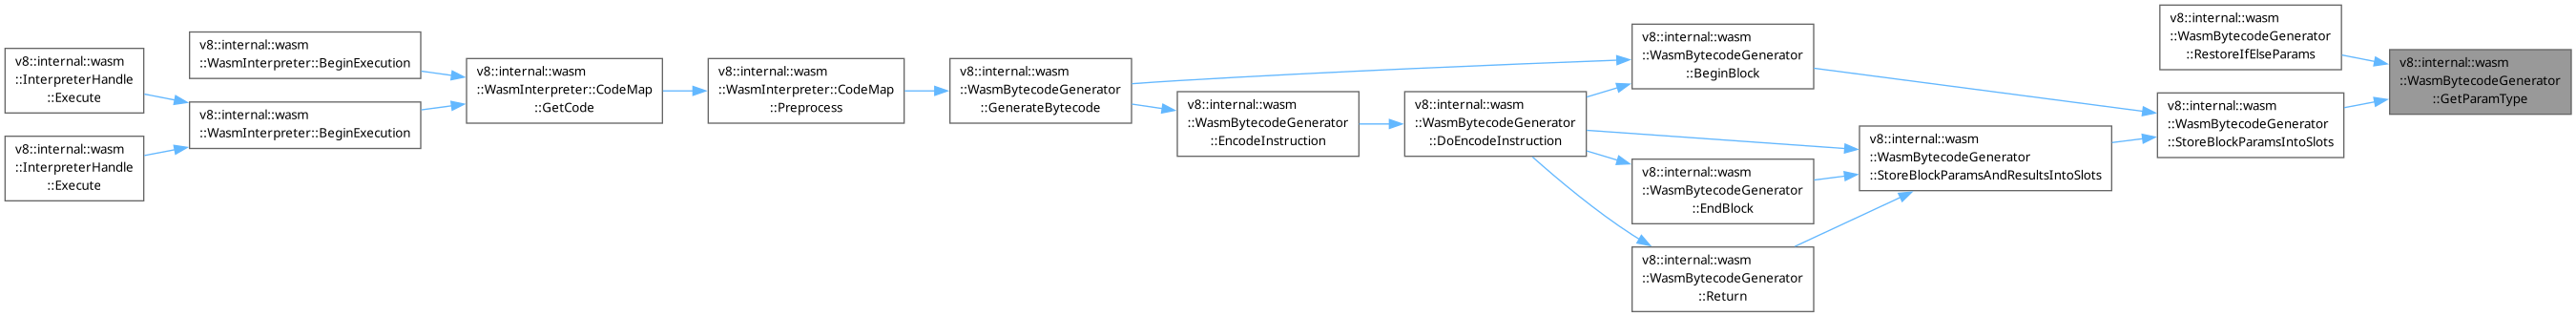 v8::internal::wasm
::InterpreterHandle
::Execute
v8::internal::wasm
::InterpreterHandle
::Execute
v8::internal::wasm
::WasmInterpreter::BeginExecution
v8::internal::wasm
::WasmInterpreter::BeginExecution
v8::internal::wasm
::WasmInterpreter::CodeMap
::GetCode
v8::internal::wasm
::WasmInterpreter::CodeMap
::Preprocess
v8::internal::wasm
::WasmBytecodeGenerator
::GenerateBytecode
v8::internal::wasm
::WasmBytecodeGenerator
::EncodeInstruction
v8::internal::wasm
::WasmBytecodeGenerator
::DoEncodeInstruction
v8::internal::wasm
::WasmBytecodeGenerator
::BeginBlock
v8::internal::wasm
::WasmBytecodeGenerator
::EndBlock
v8::internal::wasm
::WasmBytecodeGenerator
::Return
v8::internal::wasm
::WasmBytecodeGenerator
::StoreBlockParamsAndResultsIntoSlots
v8::internal::wasm
::WasmBytecodeGenerator
::RestoreIfElseParams
v8::internal::wasm
::WasmBytecodeGenerator
::StoreBlockParamsIntoSlots
v8::internal::wasm
::WasmBytecodeGenerator
::GetParamType